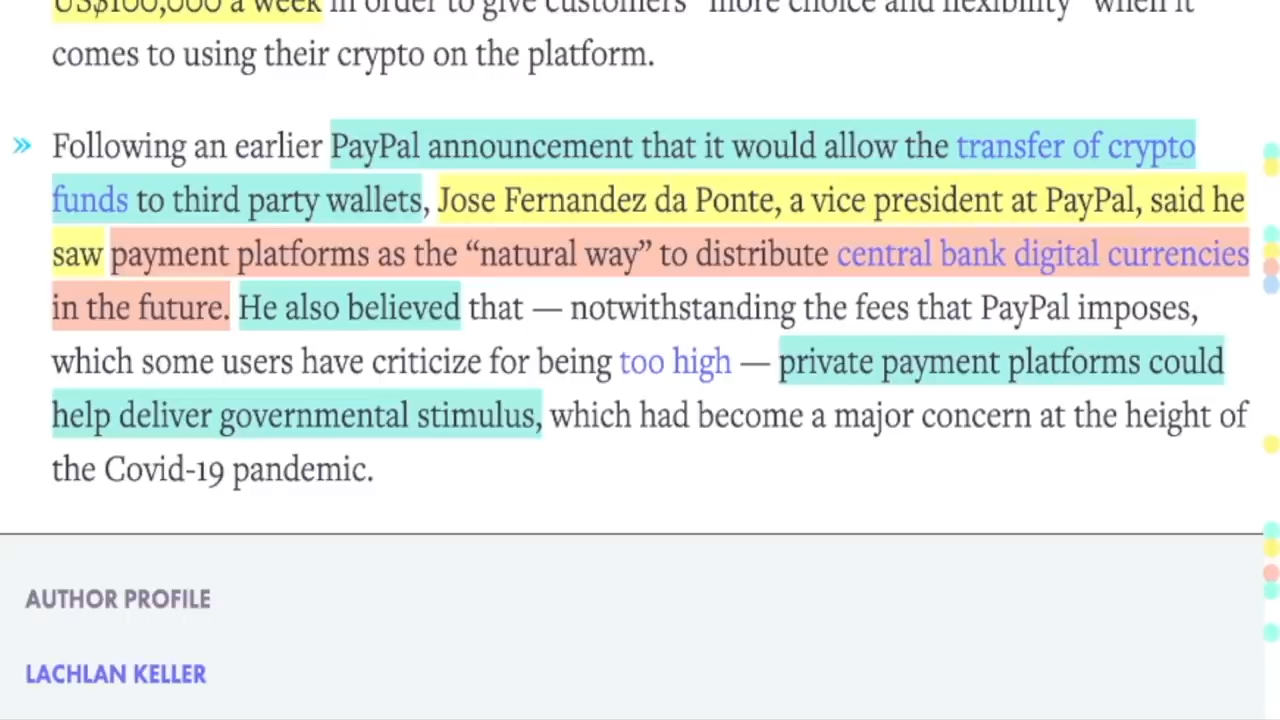 US$100,000 a week in order to give customers “more choice and flexibility” when it
comes to using their crypto on the platform.
» Following an earlier PayPal announcement that it would allow the transfer of crypto
funds to third party wallets, Jose Fernandez da Ponte, a vice president at PayPal, said he
saw payment platforms as the “natural way” to distribute central bank digital currencies
in the future. He also believed that — notwithstanding the fees that PayPal imposes,
which some users have criticize for being too high — private payment platforms could
help deliver governmental stimulus, which had become a major concern at the height of
the Covid-19 pandemic.
AUTHOR PROFILE
LACHLAN KELLER